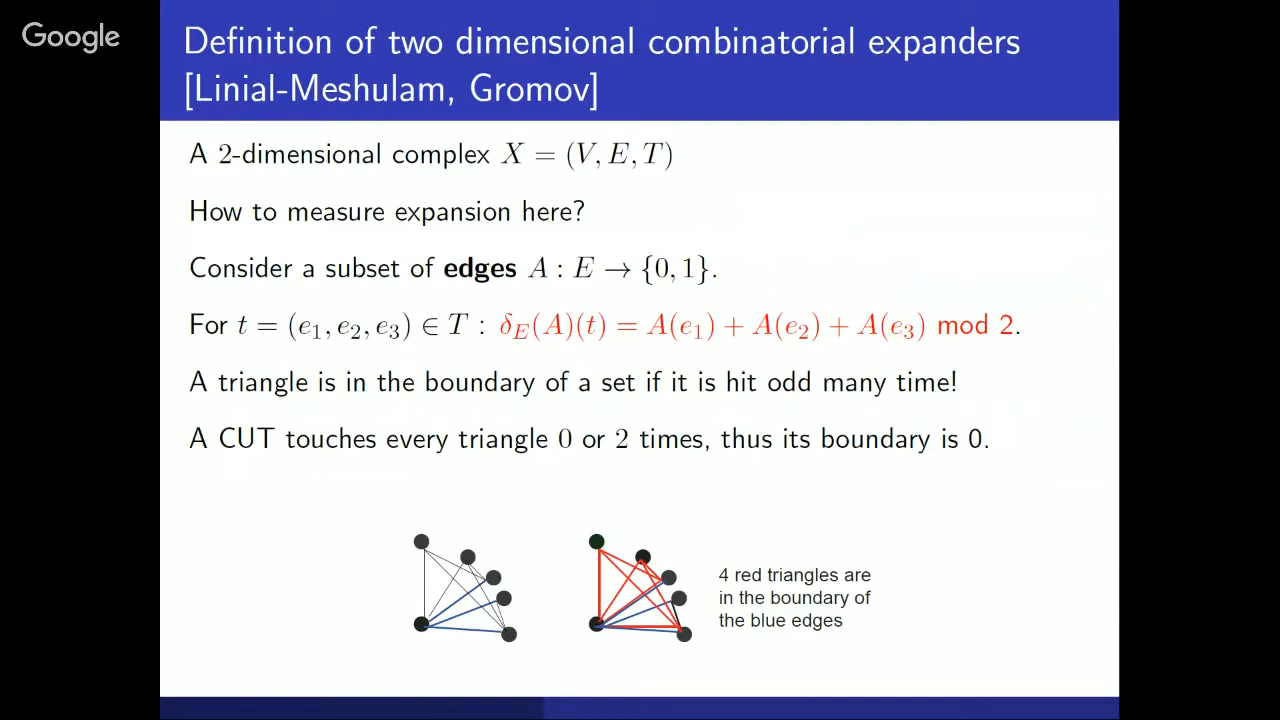 Google
Definition of two dimensional combinatorial expanders
[Linial-Meshulam, Gromov]
A 2-dimensional complex X = (V, E, T)
How to measure expansion here?
Consider a subset of edges A : E → {0, 1}.
For t = (e₁, e₂, e₃) ∈ T : δ_E(A)(t) = A(e₁) + A(e₂) + A(e₃) mod 2.
A triangle is in the boundary of a set if it is hit odd many time!
A CUT touches every triangle 0 or 2 times, thus its boundary is 0.
4 red triangles are
in the boundary of
the blue edges